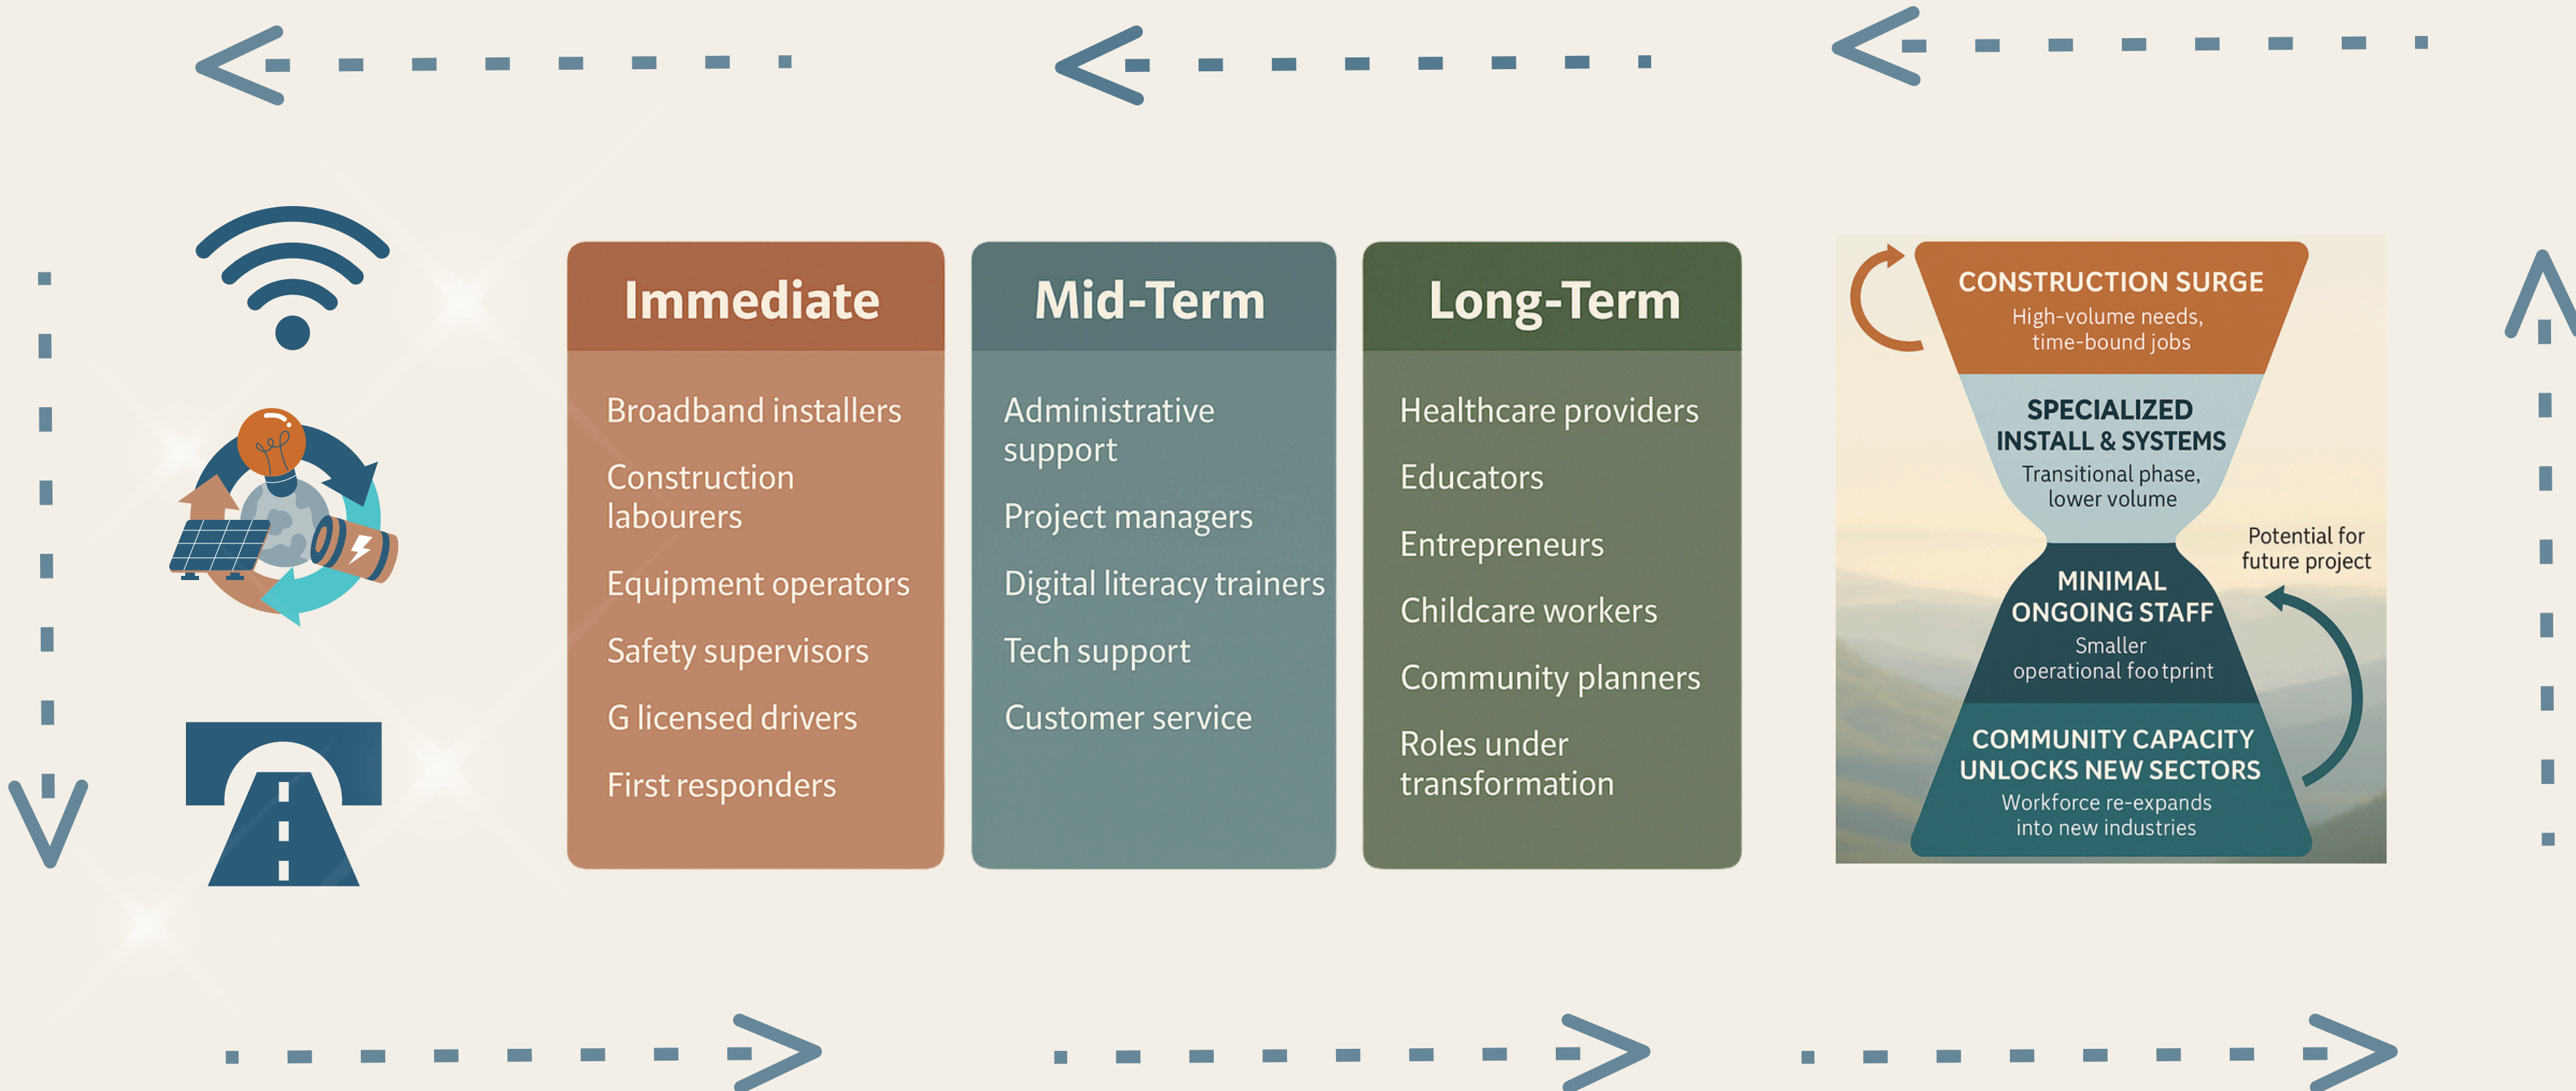 Immediate
Broadband installers
Construction
labourers
Equipment operators
Safety supervisors
G licensed drivers
First responders
Mid-Term
Administrative
support
Project managers
Digital literacy trainers
Tech support
Customer service
Long-Term
Healthcare providers
Educators
Entrepreneurs
Childcare workers
Community planners
Roles under
transformation
CONSTRUCTION SURGE
High-volume needs,
time-bound jobs
SPECIALIZED
INSTALL & SYSTEMS
Transitional phase,
lower volume
Potential for
future project
MINIMAL
ONGOING STAFF
Smaller
operational footprint
COMMUNITY CAPACITY
UNLOCKS NEW SECTORS
Workforce re-expands
into new industries